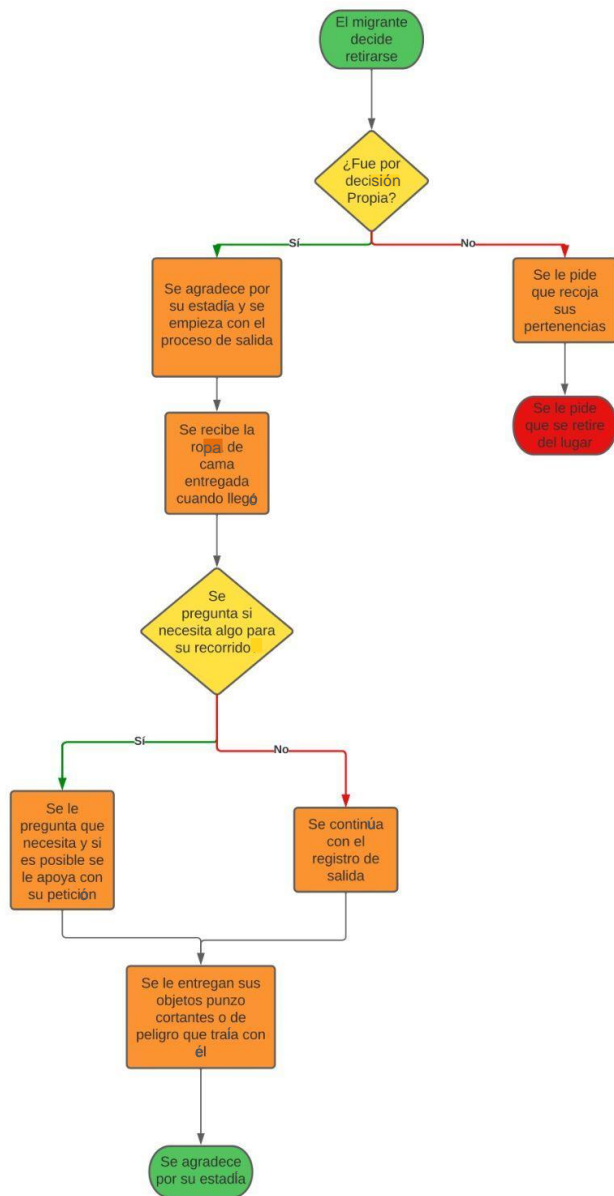 El migrante
decide
retirarse
¿Fue por
decisión
Propia?
Sí
No
Se agradece por
su estadía y se
empieza con el
proceso de salida
Se le pide
que recoja
sus
pertenencias
Se recibe la
ropa de
cama
entregada
cuando llegó
Se le pide
que se retire
del lugar
Se
pregunta si
necesita algo para
su recorrido
Sí
No
Se le
pregunta que
necesita y si
es posible se
le apoya con
su petición
Se continúa
con el
registro de
salida
Se le entregan sus
objetos punzo
cortantes o de
peligro que traía con
él
Se agradece
por su estadía